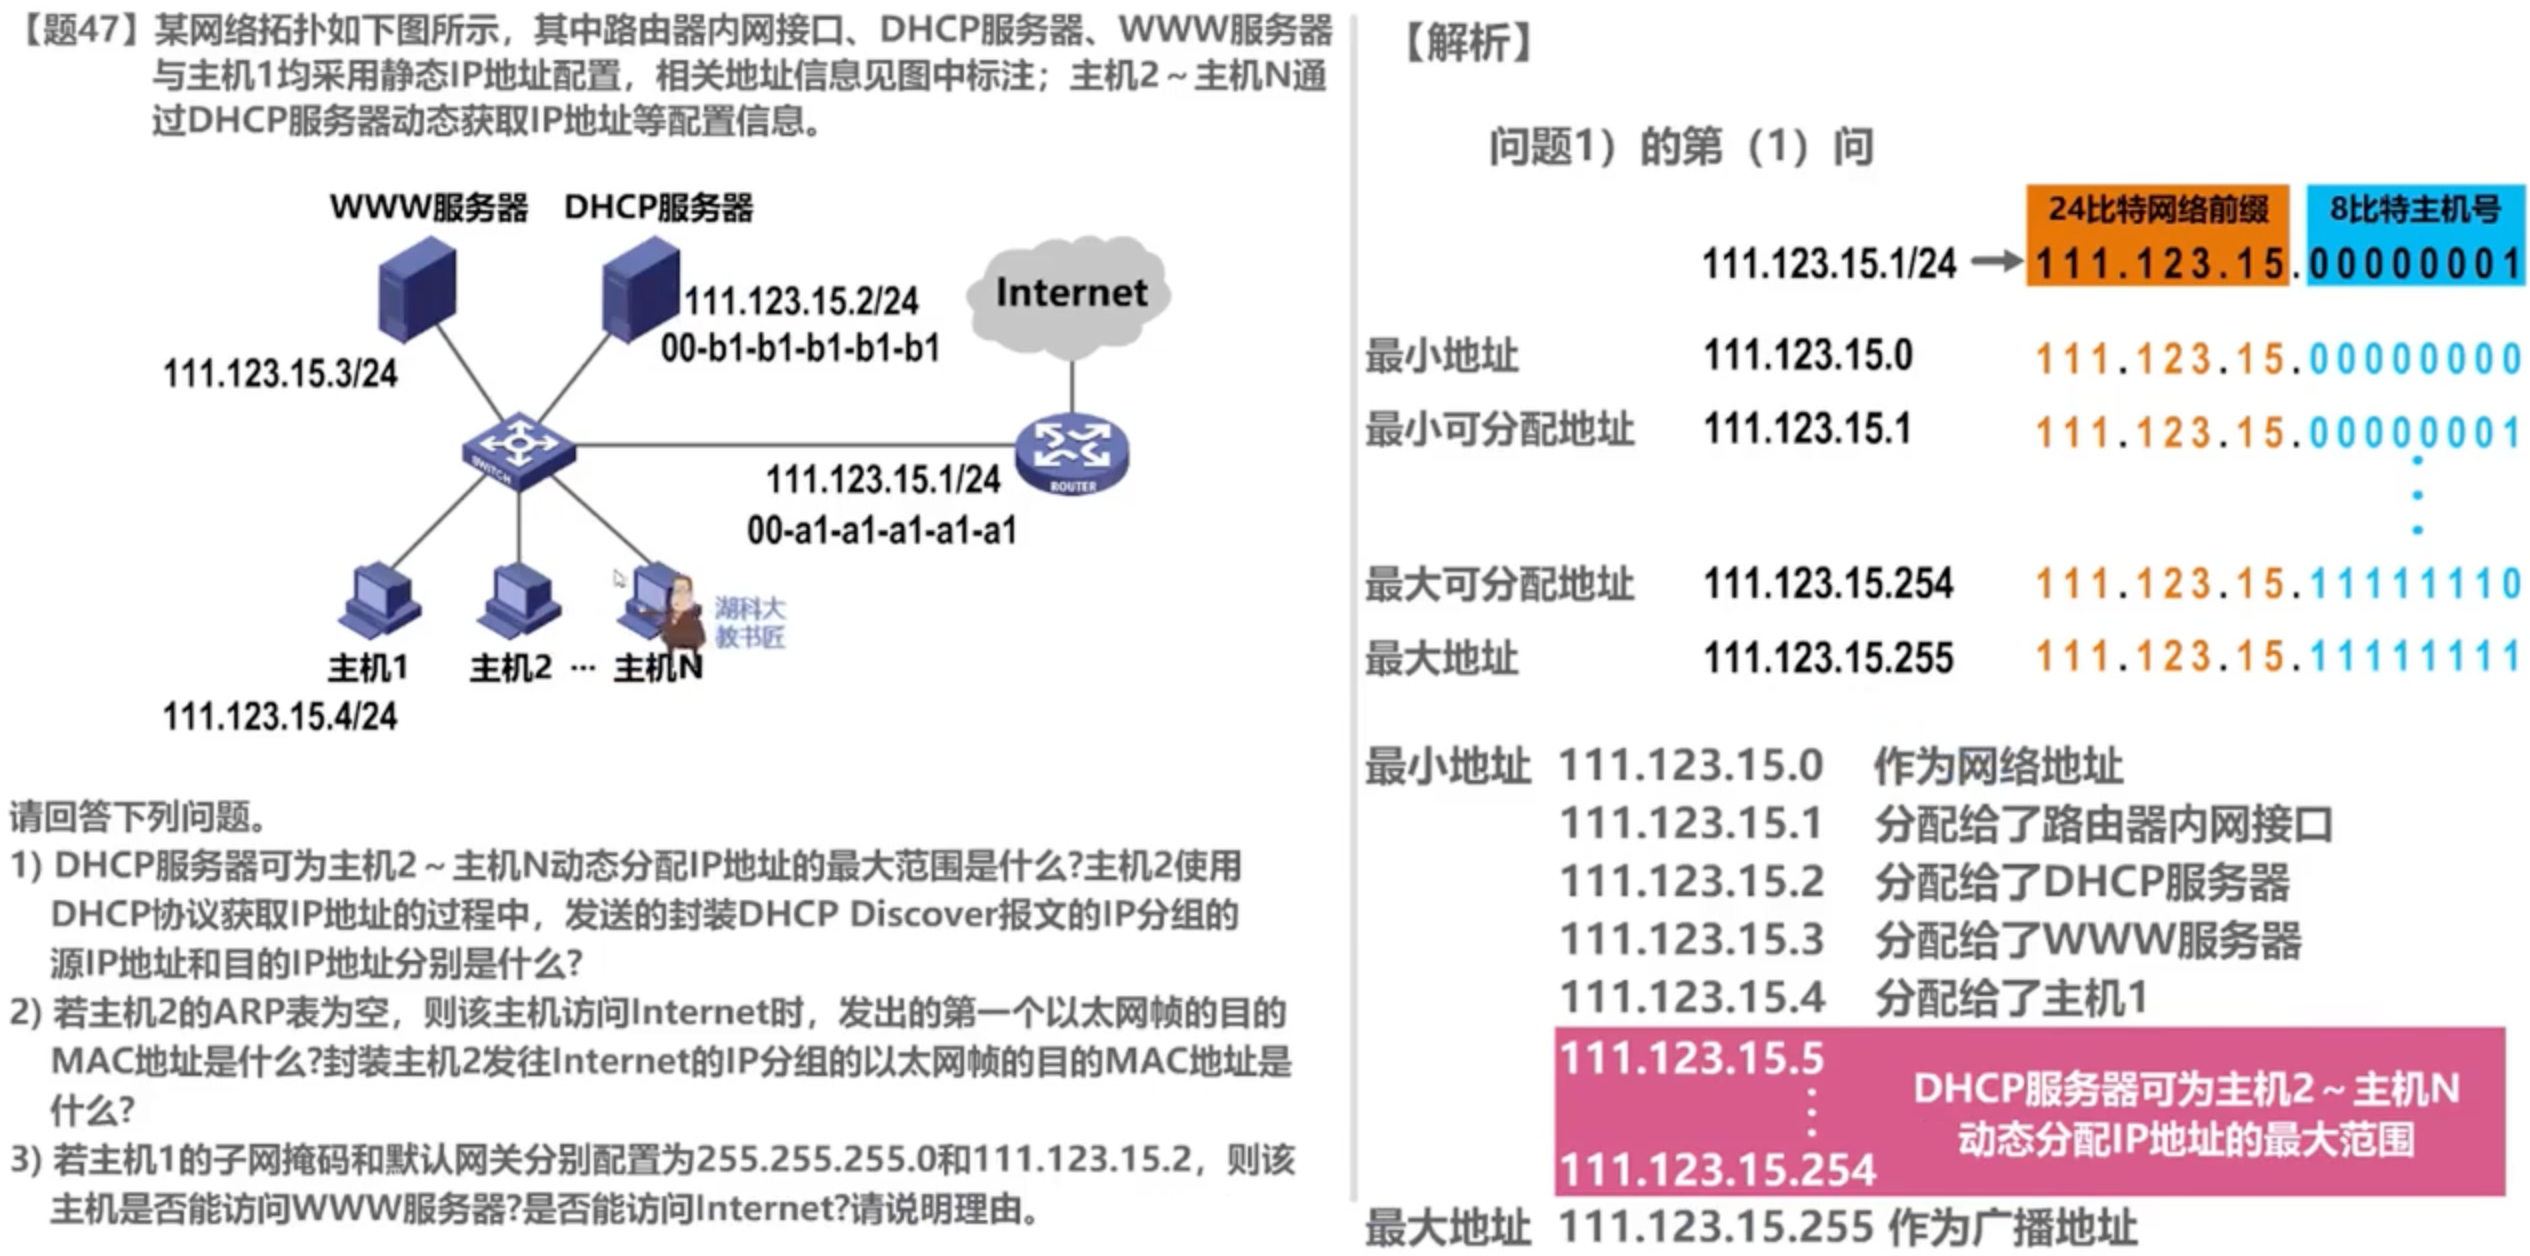 【题47】某网络拓扑如下图所示，其中路由器内网接口、DHCP服务器、WWW服务器
与主机1均采用静态IP地址配置，相关地址信息见图中标注；主机2～主机N通
过DHCP服务器动态获取IP地址等配置信息。
WWW服务器 DHCP服务器
111.123.15.2/24
00-b1-b1-b1-b1-b1
Internet
111.123.15.3/24
SWITCH
111.123.15.1/24
00-a1-a1-a1-a1-a1
ROUTER
湖科大
教书匠
主机1 主机2 ··· 主机N
111.123.15.4/24
请回答下列问题。
1) DHCP服务器可为主机2～主机N动态分配IP地址的最大范围是什么?主机2使用
DHCP协议获取IP地址的过程中，发送的封装DHCP Discover报文的IP分组的
源IP地址和目的IP地址分别是什么?
2) 若主机2的ARP表为空，则该主机访问Internet时，发出的第一个以太网帧的目的
MAC地址是什么?封装主机2发往Internet的IP分组的以太网帧的目的MAC地址是
什么?
3) 若主机1的子网掩码和默认网关分别配置为255.255.255.0和111.123.15.2，则该
主机是否能访问WWW服务器?是否能访问Internet?请说明理由。
【解析】
问题1）的第（1）问
24比特网络前缀 8比特主机号
111.123.15.1/24 → 111.123.15.00000001
最小地址 111.123.15.0 111.123.15.00000000
最小可分配地址 111.123.15.1 111.123.15.00000001
最大可分配地址 111.123.15.254 111.123.15.11111110
最大地址 111.123.15.255 111.123.15.11111111
最小地址 111.123.15.0 作为网络地址
111.123.15.1 分配给了路由器内网接口
111.123.15.2 分配给了DHCP服务器
111.123.15.3 分配给了WWW服务器
111.123.15.4 分配给了主机1
111.123.15.5
111.123.15.254
DHCP服务器可为主机2～主机N
动态分配IP地址的最大范围
最大地址 111.123.15.255 作为广播地址